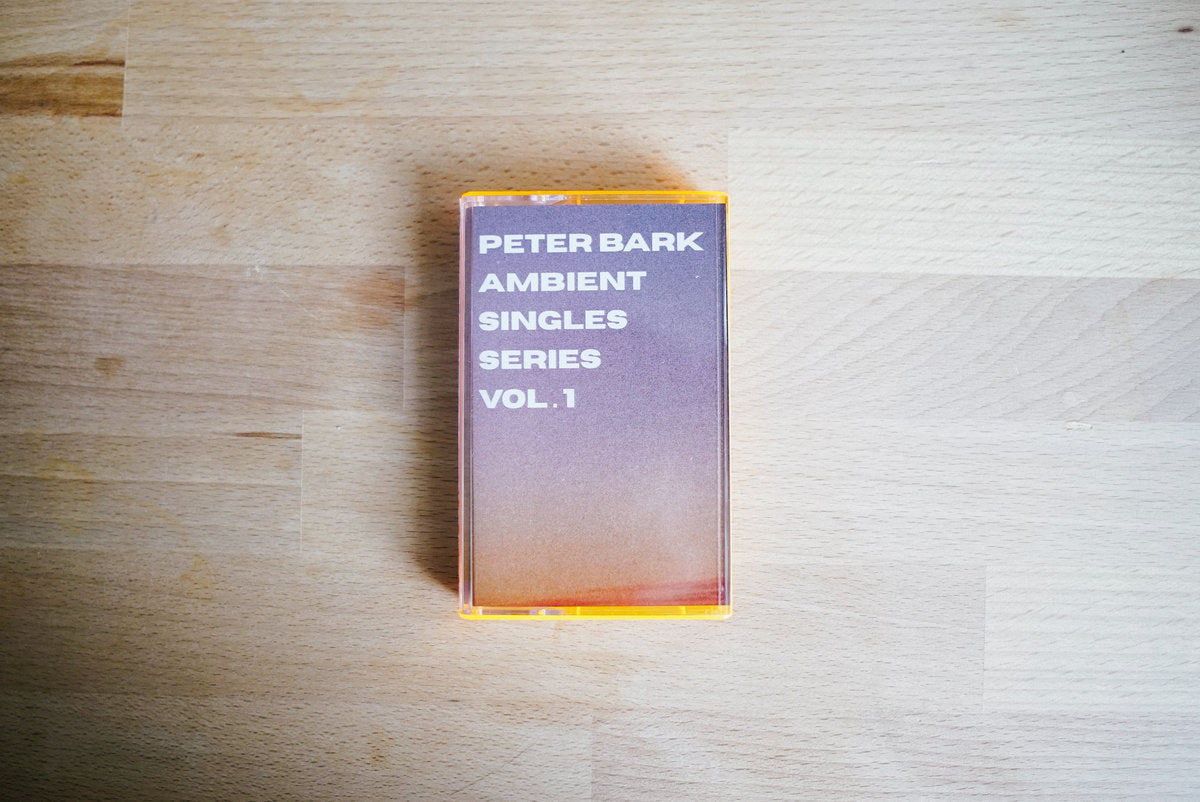 PETER BARK
AMBIENT
SINGLES
SERIES
VOL.1